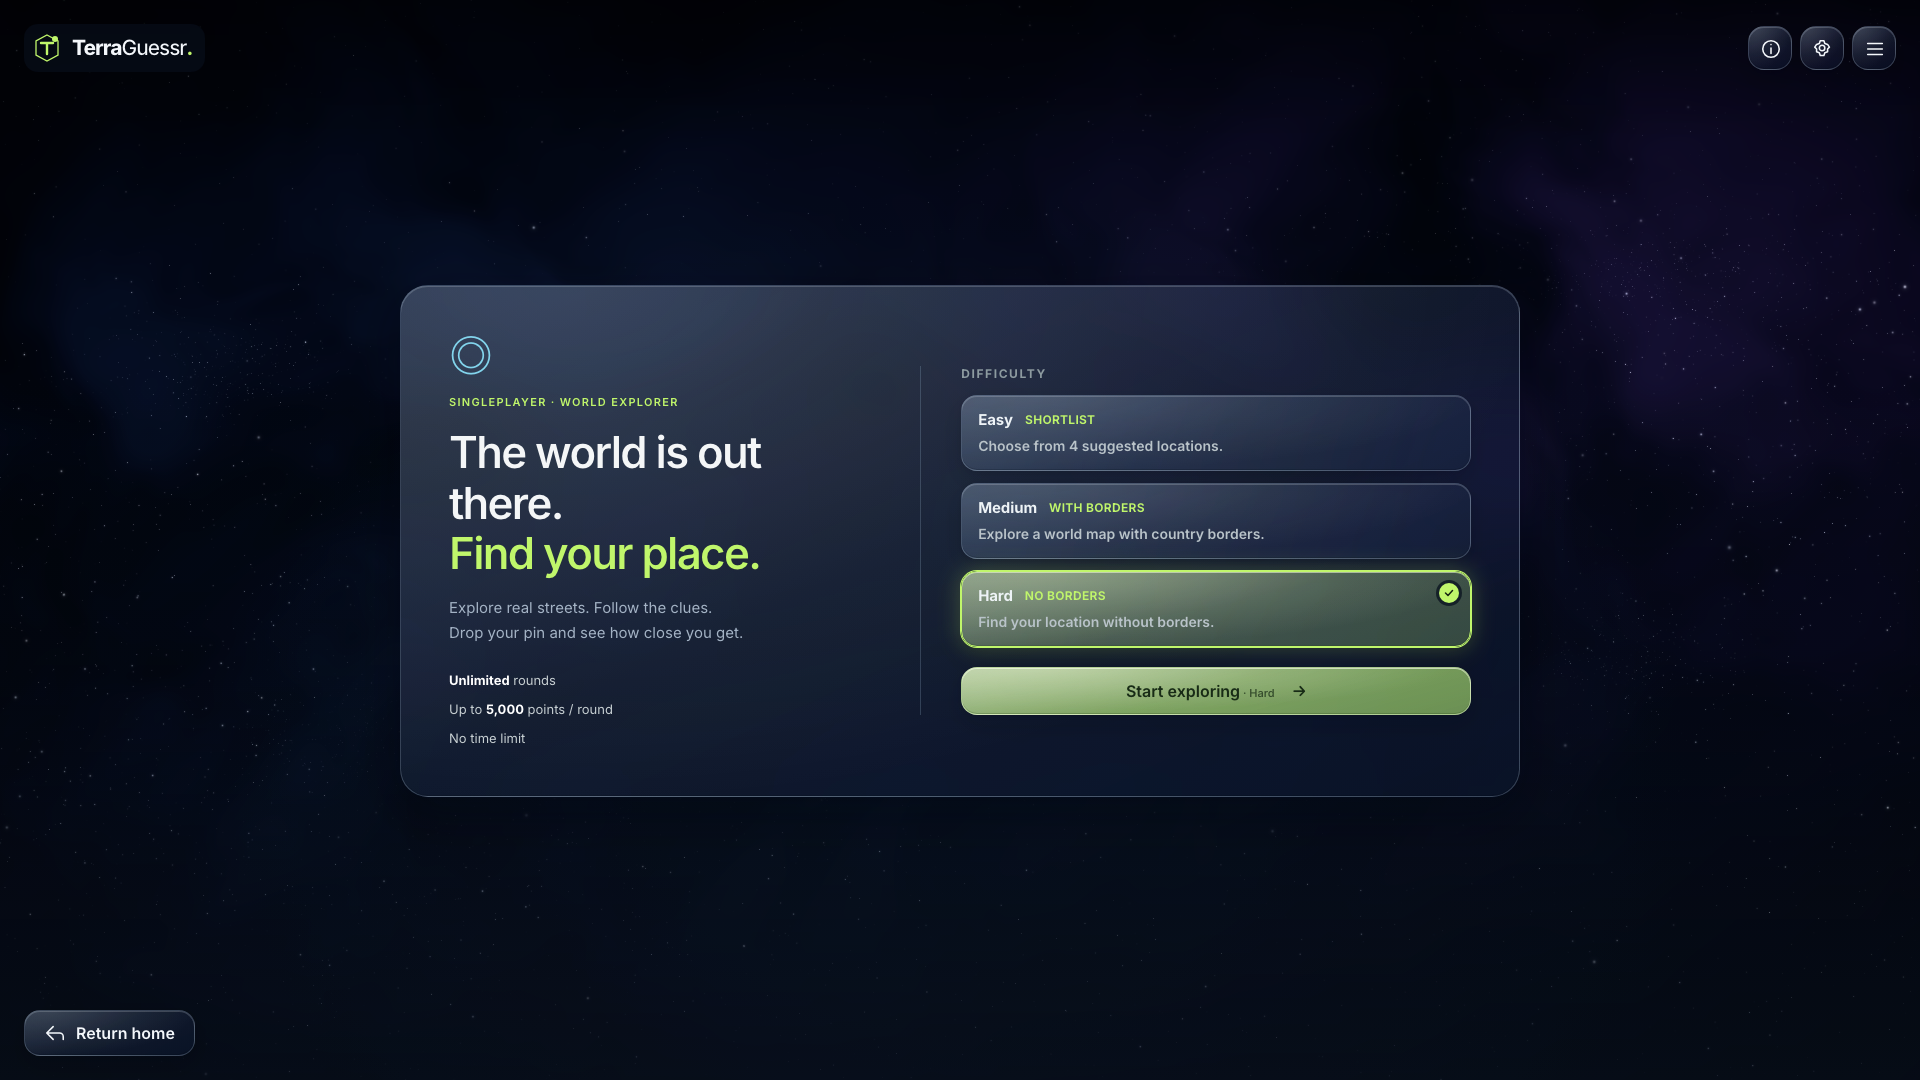 TerraGuessr.
SINGLEPLAYER · WORLD EXPLORER
The world is out
there.
Find your place.
Explore real streets. Follow the clues.
Drop your pin and see how close you get.
Unlimited rounds
Up to 5,000 points / round
No time limit
DIFFICULTY
Easy SHORTLIST
Choose from 4 suggested locations.
Medium WITH BORDERS
Explore a world map with country borders.
Hard NO BORDERS
Find your location without borders.
Start exploring · Hard →
Return home